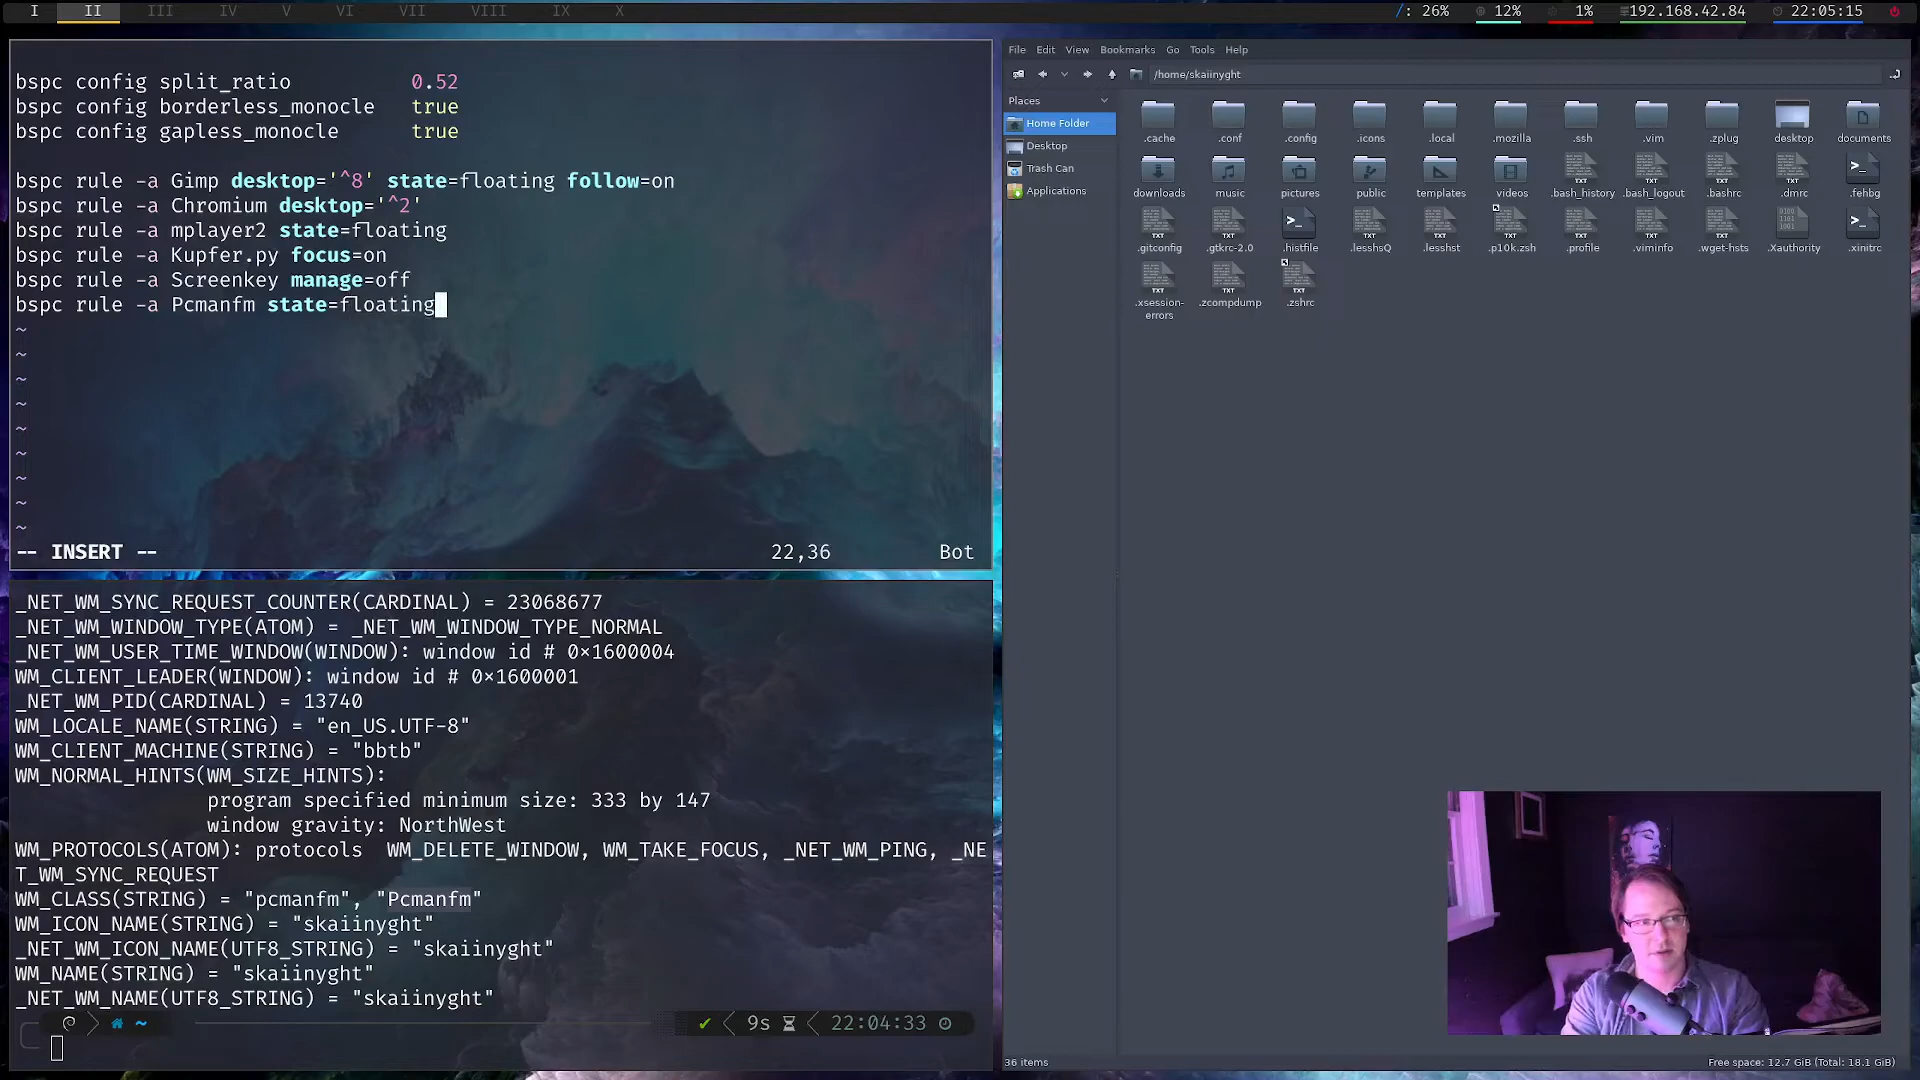 I II III IV V VI VII VIII IX X
/: 26% 12% 1% 192.168.42.84 22:05:15
bspc config split_ratio 0.52
bspc config borderless_monocle true
bspc config gapless_monocle true
bspc rule -a Gimp desktop='^8' state=floating follow=on
bspc rule -a Chromium desktop='^2'
bspc rule -a mplayer2 state=floating
bspc rule -a Kupfer.py focus=on
bspc rule -a Screenkey manage=off
bspc rule -a Pcmanfm state=floating
~
~
~
~
~
~
~
~
~
-- INSERT -- 22,36 Bot
_NET_WM_SYNC_REQUEST_COUNTER(CARDINAL) = 23068677
_NET_WM_WINDOW_TYPE(ATOM) = _NET_WM_WINDOW_TYPE_NORMAL
_NET_WM_USER_TIME_WINDOW(WINDOW): window id # 0×1600004
WM_CLIENT_LEADER(WINDOW): window id # 0×1600001
_NET_WM_PID(CARDINAL) = 13740
WM_LOCALE_NAME(STRING) = "en_US.UTF-8"
WM_CLIENT_MACHINE(STRING) = "bbtb"
WM_NORMAL_HINTS(WM_SIZE_HINTS):
program specified minimum size: 333 by 147
window gravity: NorthWest
WM_PROTOCOLS(ATOM): protocols WM_DELETE_WINDOW, WM_TAKE_FOCUS, _NET_WM_PING, _NE
T_WM_SYNC_REQUEST
WM_CLASS(STRING) = "pcmanfm", "Pcmanfm"
WM_ICON_NAME(STRING) = "skaiinyght"
_NET_WM_ICON_NAME(UTF8_STRING) = "skaiinyght"
WM_NAME(STRING) = "skaiinyght"
_NET_WM_NAME(UTF8_STRING) = "skaiinyght"
~ ✔ 9s 22:04:33
File Edit View Bookmarks Go Tools Help
/home/skaiinyght
Places
Home Folder
Desktop
Trash Can
Applications
.cache .conf .config .icons .local .mozilla .ssh .vim .zplug desktop documents
downloads music pictures public templates videos .bash_history .bash_logout .bashrc .dmrc .fehbg
.gitconfig .gtkrc-2.0 .histfile .lesshsQ .lesshst .p10k.zsh .profile .viminfo .wget-hsts .Xauthority .xinitrc
.xsession-errors .zcompdump .zshrc
36 items
Free space: 12.7 GiB (Total: 18.1 GiB)